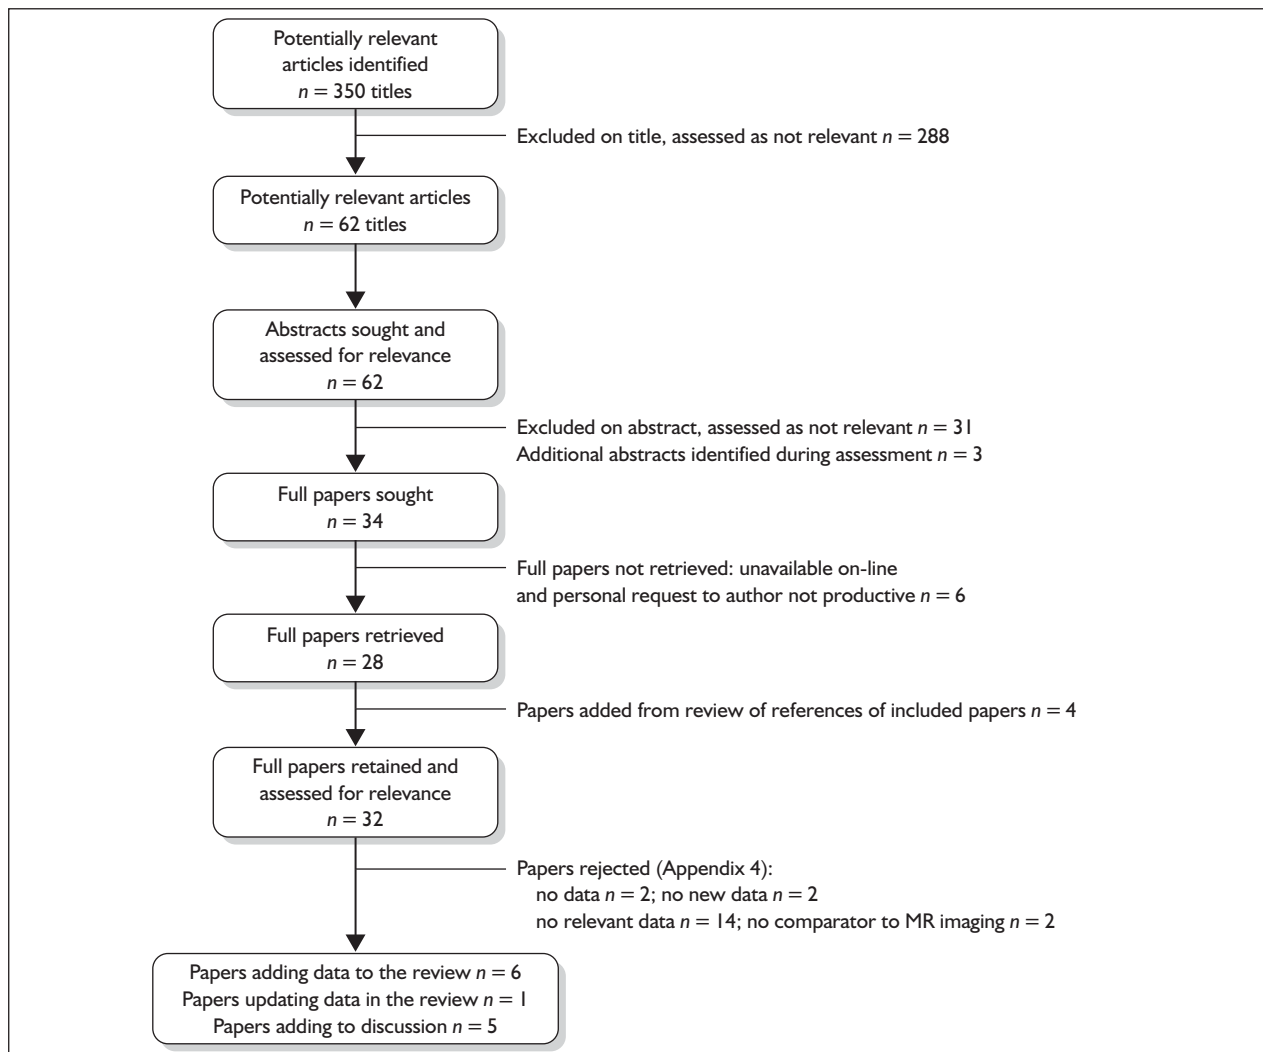 Potentially relevant
articles identified
n = 350 titles
Excluded on title, assessed as not relevant n = 288
Potentially relevant articles
n = 62 titles
Abstracts sought and
assessed for relevance
n = 62
Excluded on abstract, assessed as not relevant n = 31
Additional abstracts identified during assessment n = 3
Full papers sought
n = 34
Full papers not retrieved: unavailable on-line
and personal request to author not productive n = 6
Full papers retrieved
n = 28
Papers added from review of references of included papers n = 4
Full papers retained and
assessed for relevance
n = 32
Papers rejected (Appendix 4):
no data n = 2; no new data n = 2
no relevant data n = 14; no comparator to MR imaging n = 2
Papers adding data to the review n = 6
Papers updating data in the review n = 1
Papers adding to discussion n = 5